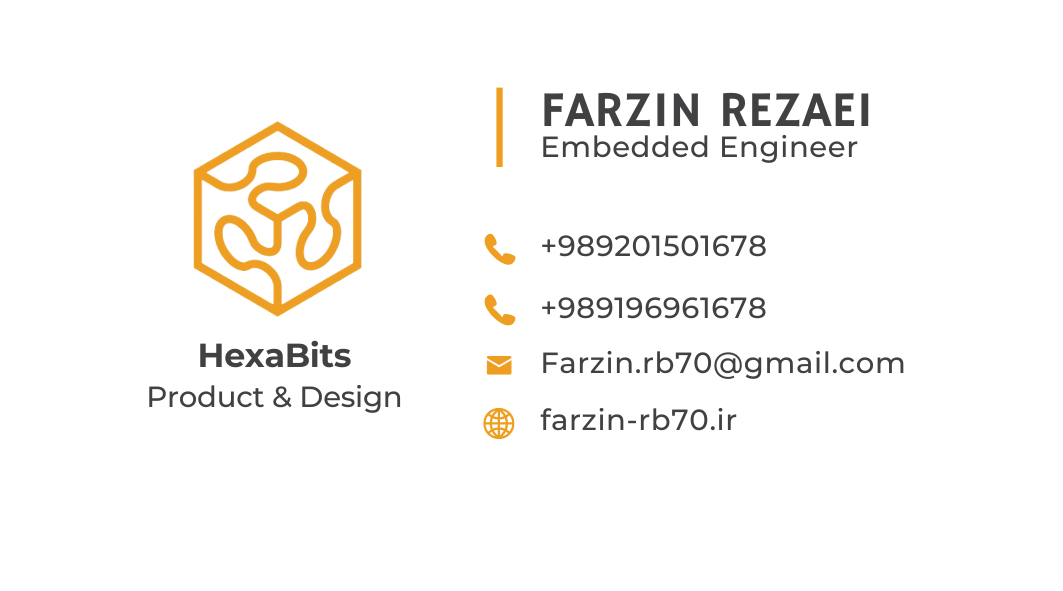 FARZIN REZAEI
Embedded Engineer
+989201501678
+989196961678
Farzin.rb70@gmail.com
farzin-rb70.ir
HexaBits
Product & Design